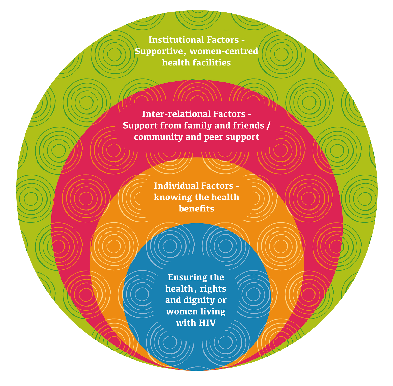 Institutional Factors -
Supportive, women-centred
health facilities
Inter-relational Factors -
Support from family and friends /
community and peer support
Individual Factors -
knowing the health
benefits
Ensuring the
health, rights
and dignity or
women living
with HIV